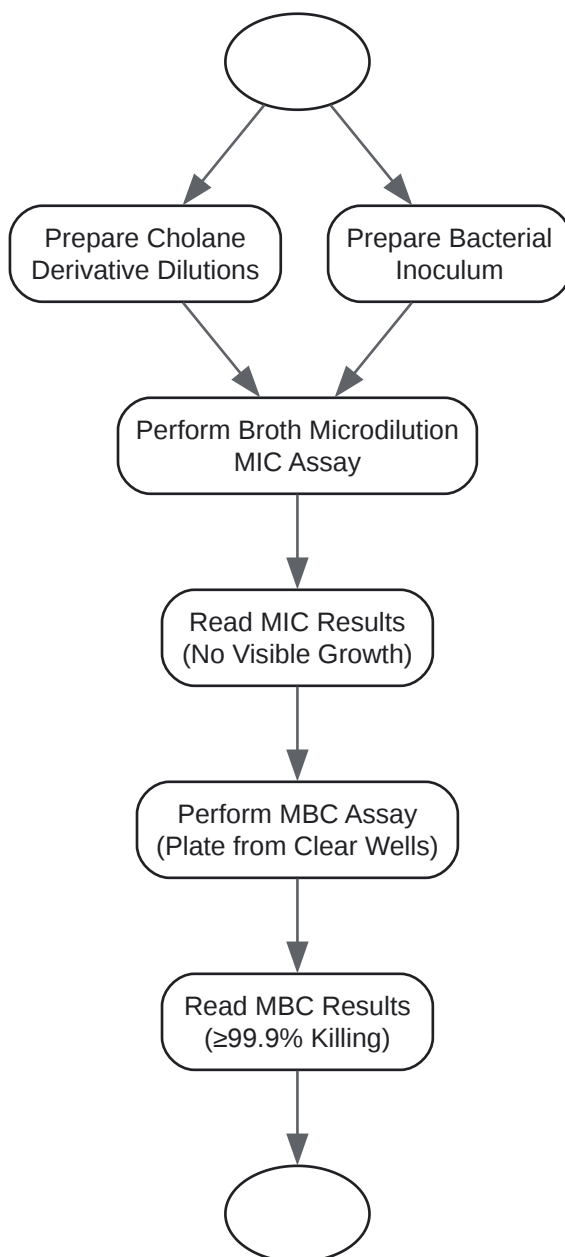 Prepare Cholane
Derivative Dilutions
Prepare Bacterial
Inoculum
Perform Broth Microdilution
MIC Assay
Read MIC Results
(No Visible Growth)
Perform MBC Assay
(Plate from Clear Wells)
Read MBC Results
(≥99.9% Killing)